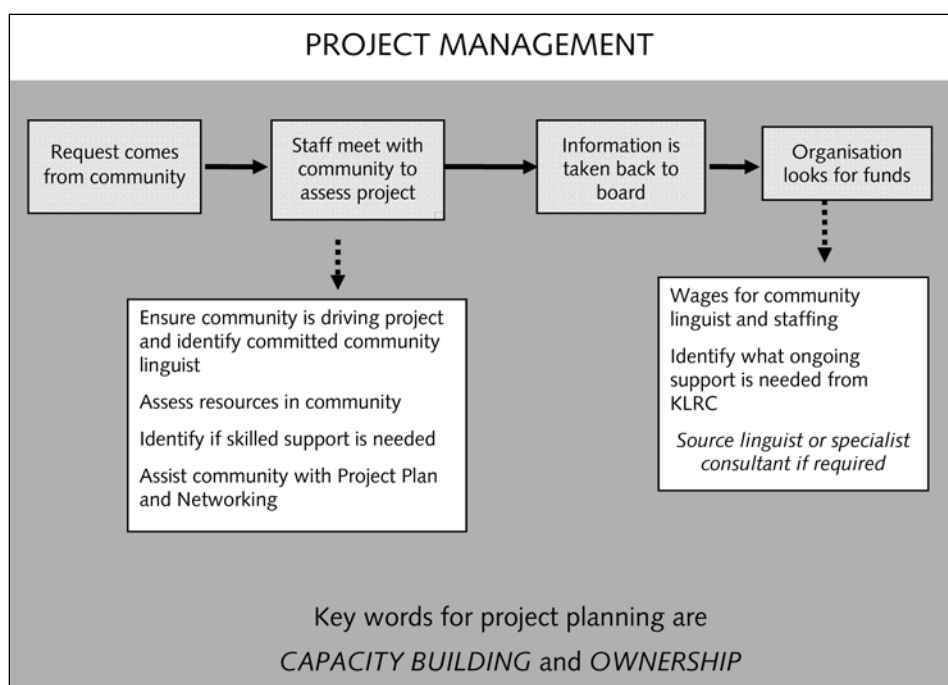 PROJECT MANAGEMENT
Request comes
from community
Staff meet with
community to
assess project
Information is
taken back to
board
Organisation
looks for funds
Ensure community is driving project
and identify committed community
linguist
Assess resources in community
Identify if skilled support is needed
Assist community with Project Plan
and Networking
Wages for community
linguist and staffing
Identify what ongoing
support is needed from
KLRC
Source linguist or specialist
consultant if required
Key words for project planning are
CAPACITY BUILDING and OWNERSHIP